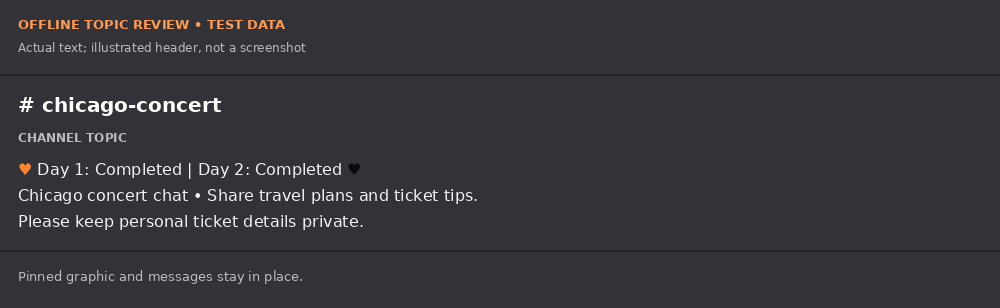 OFFLINE TOPIC REVIEW • TEST DATA
Actual text; illustrated header, not a screenshot
# chicago-concert
CHANNEL TOPIC
🧡 Day 1: Completed | Day 2: Completed 🖤
Chicago concert chat • Share travel plans and ticket tips.
Please keep personal ticket details private.
Pinned graphic and messages stay in place.